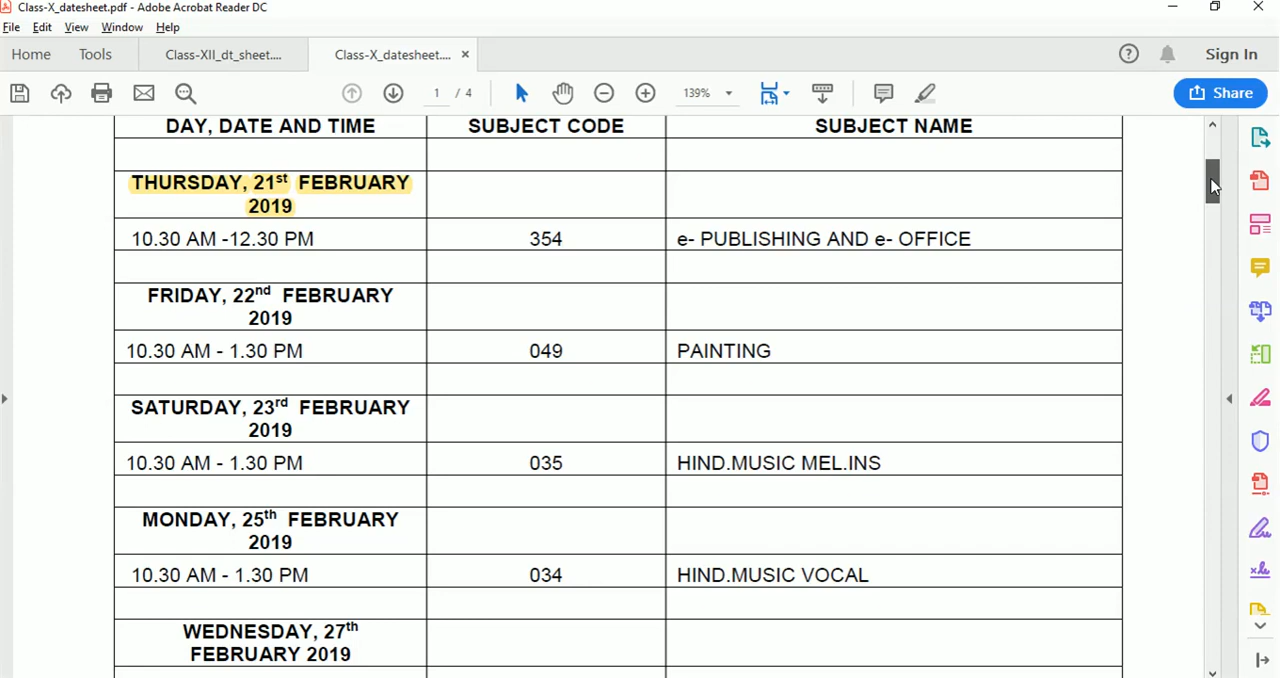 Class-X_datesheet.pdf - Adobe Acrobat Reader DC
File Edit View Window Help
Home Tools Class-XII_dt_sheet.... Class-X_datesheet.... × Sign In
1 / 4 139% Share
DAY, DATE AND TIME SUBJECT CODE SUBJECT NAME
THURSDAY, 21st FEBRUARY
2019
10.30 AM -12.30 PM 354 e- PUBLISHING AND e- OFFICE
FRIDAY, 22nd FEBRUARY
2019
10.30 AM - 1.30 PM 049 PAINTING
SATURDAY, 23rd FEBRUARY
2019
10.30 AM - 1.30 PM 035 HIND.MUSIC MEL.INS
MONDAY, 25th FEBRUARY
2019
10.30 AM - 1.30 PM 034 HIND.MUSIC VOCAL
WEDNESDAY, 27th
FEBRUARY 2019